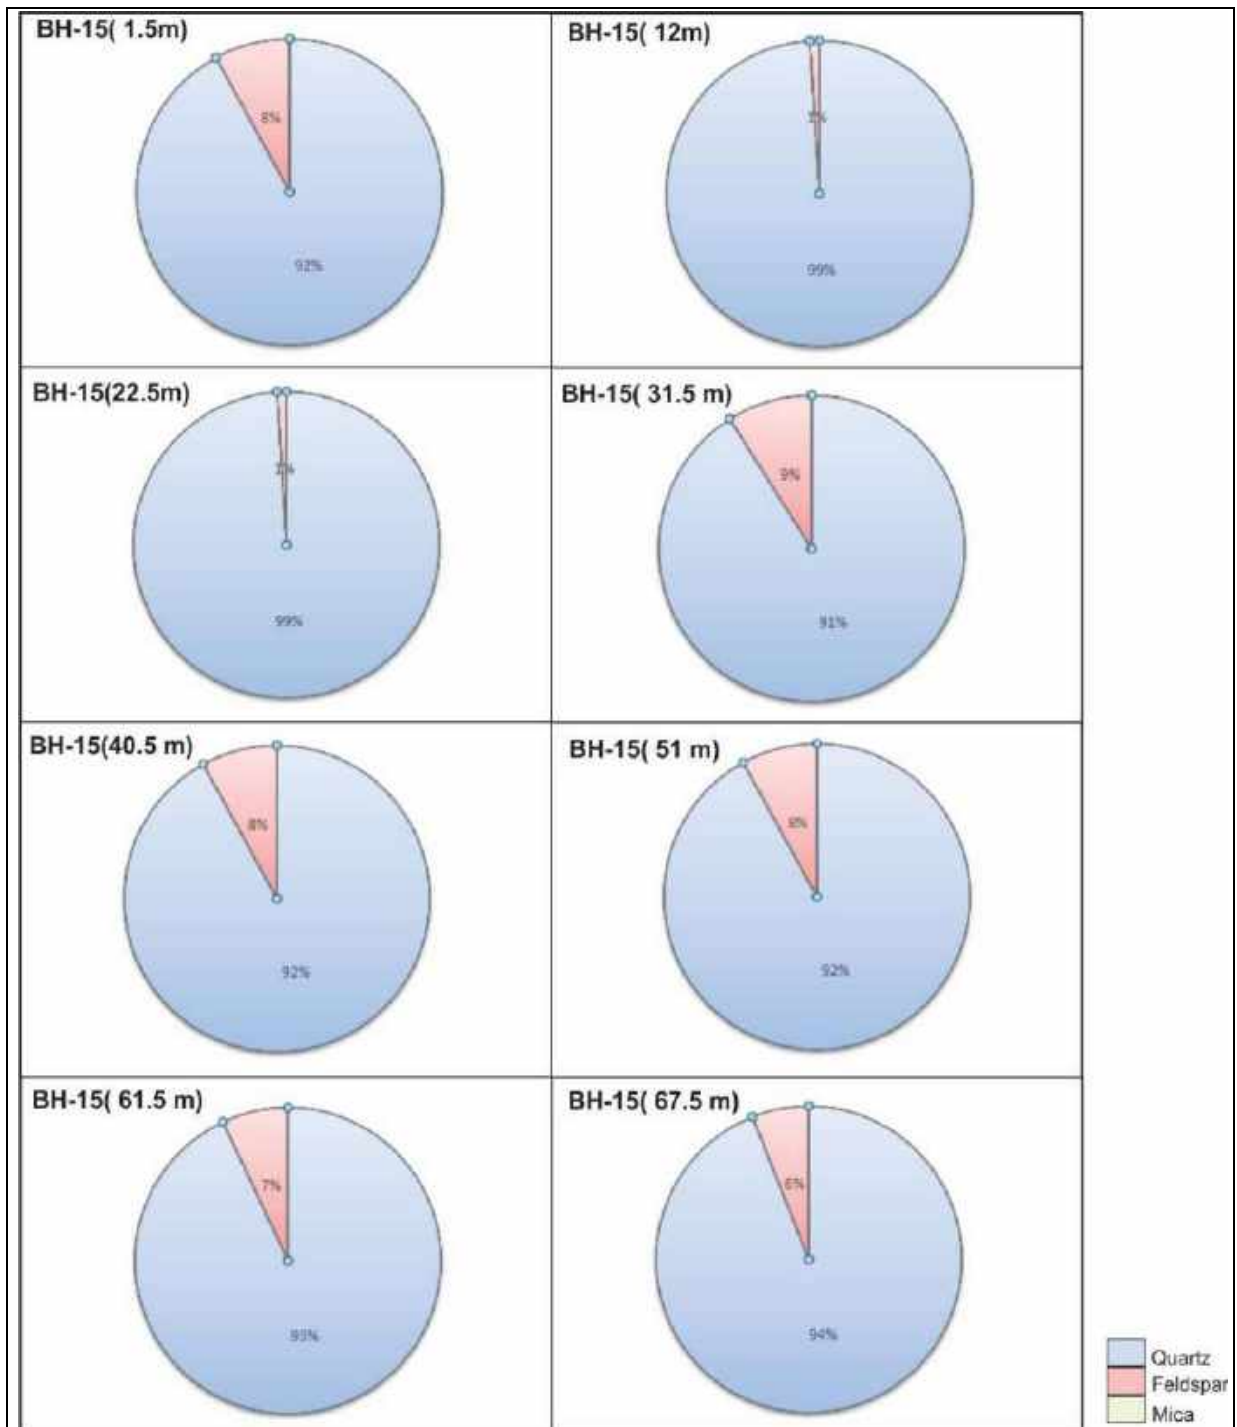 BH-15( 1.5m)
8%
92%
BH-15( 12m)
99%
BH-15(22.5m)
99%
BH-15( 31.5 m)
9%
91%
BH-15(40.5 m)
8%
92%
BH-15( 51 m)
8%
92%
BH-15( 61.5 m)
7%
93%
BH-15( 67.5 m)
6%
94%
Quartz
Feldspar
Mica